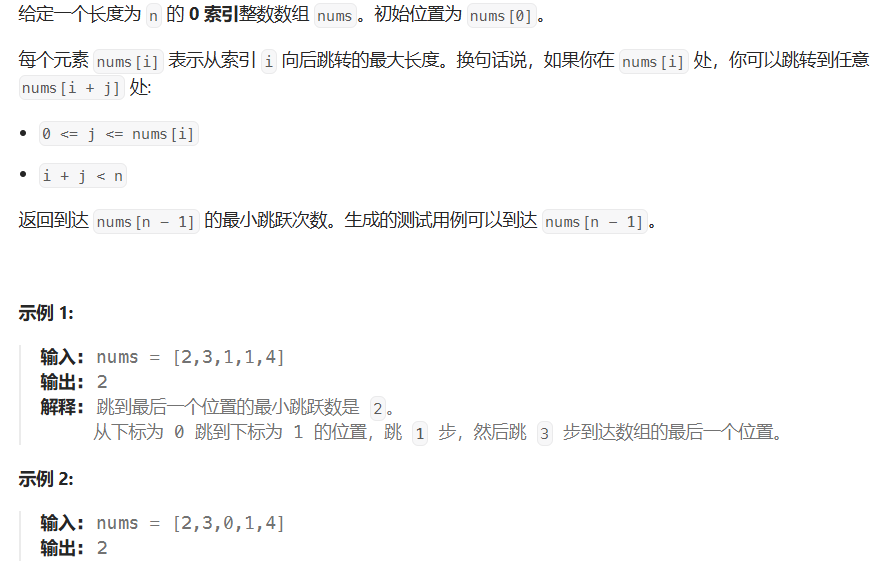 给定一个长度为 n 的 0 索引整数数组 nums。初始位置为 nums[0]。
每个元素 nums[i] 表示从索引 i 向后跳转的最大长度。换句话说，如果你在 nums[i] 处，你可以跳转到任意
nums[i + j] 处:
• 0 <= j <= nums[i]
• i + j < n
返回到达 nums[n - 1] 的最小跳跃次数。生成的测试用例可以到达 nums[n - 1]。
示例 1:
输入: nums = [2,3,1,1,4]
输出: 2
解释: 跳到最后一个位置的最小跳跃数是 2。
从下标为 0 跳到下标为 1 的位置，跳 1 步，然后跳 3 步到达数组的最后一个位置。
示例 2:
输入: nums = [2,3,0,1,4]
输出: 2